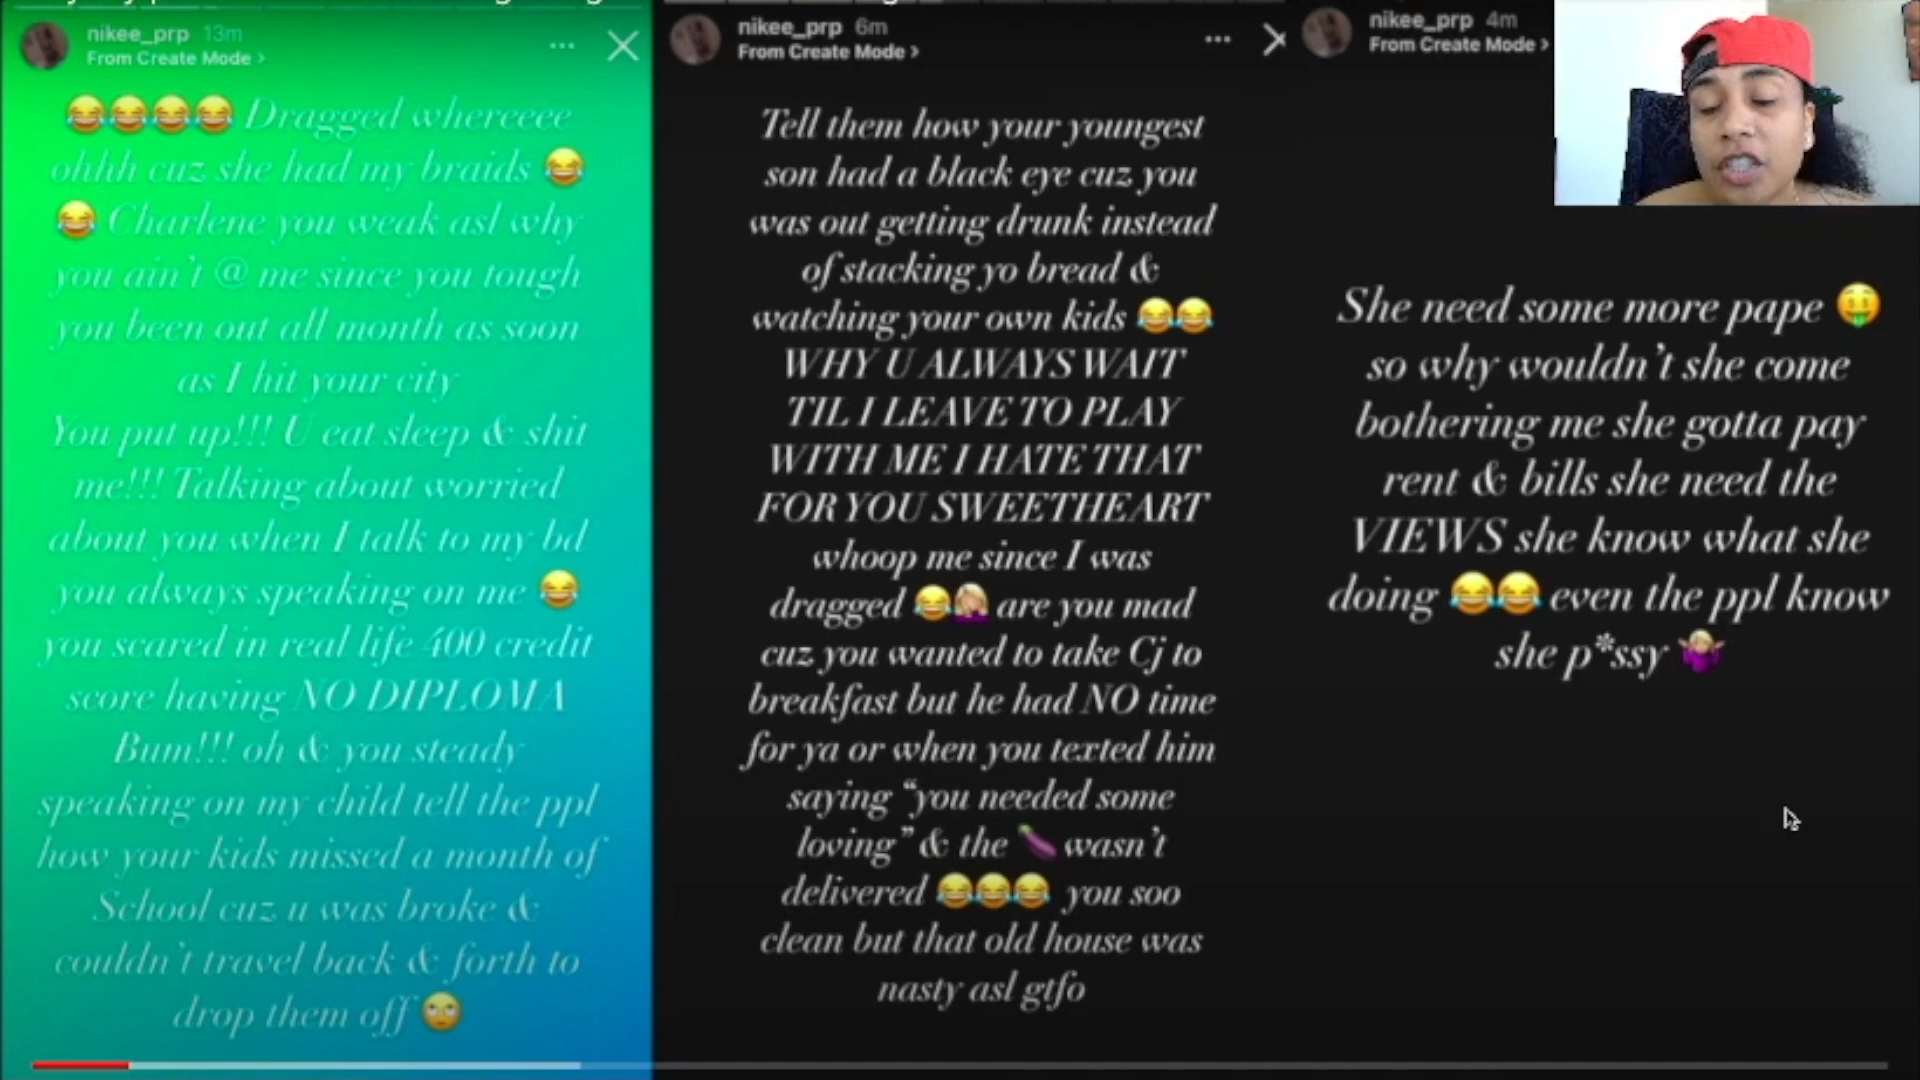 nikee_prp 13m
From Create Mode >
😂😂😂😂 Dragged whereeee
ohhh cuz she had my braids 😂
😂 Charlene you weak asl why
you ain't @ me since you tough
you been out all month as soon
as I hit your city
You put up!!! U eat sleep & shit
me!!! Talking about worried
about you when I talk to my bd
you always speaking on me 😂
you scared in real life 400 credit
score having NO DIPLOMA
Bum!!! oh & you steady
speaking on my child tell the ppl
how your kids missed a month of
School cuz u was broke &
couldn't travel back & forth to
drop them off 🙄
nikee_prp 6m
From Create Mode >
Tell them how your youngest
son had a black eye cuz you
was out getting drunk instead
of stacking yo bread &
watching your own kids 😂😂
WHY U ALWAYS WAIT
TIL I LEAVE TO PLAY
WITH ME I HATE THAT
FOR YOU SWEETHEART
whoop me since I was
dragged 😂🤦🏼‍♀️ are you mad
cuz you wanted to take Cj to
breakfast but he had NO time
for ya or when you texted him
saying “you needed some
loving” & the 🍆 wasn't
delivered 😂😂😂 you soo
clean but that old house was
nasty asl gtfo
nikee_prp 4m
From Create Mode >
She need some more pape 🤑
so why wouldn't she come
bothering me she gotta pay
rent & bills she need the
VIEWS she know what she
doing 😂😂 even the ppl know
she p*ssy 🤷🏼‍♀️